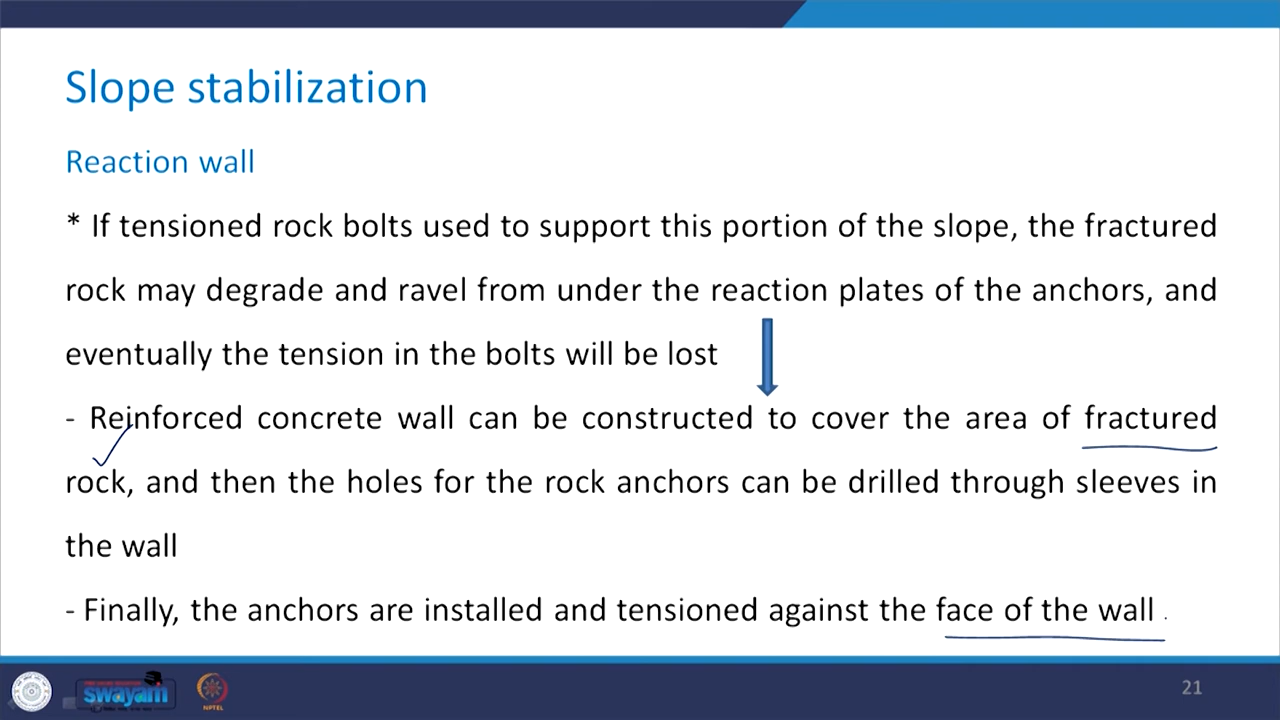 Slope stabilization
Reaction wall
* If tensioned rock bolts used to support this portion of the slope, the fractured
rock may degrade and ravel from under the reaction plates of the anchors, and
eventually the tension in the bolts will be lost
- Reinforced concrete wall can be constructed to cover the area of fractured
rock, and then the holes for the rock anchors can be drilled through sleeves in
the wall
- Finally, the anchors are installed and tensioned against the face of the wall .
swayam
NPTEL
21